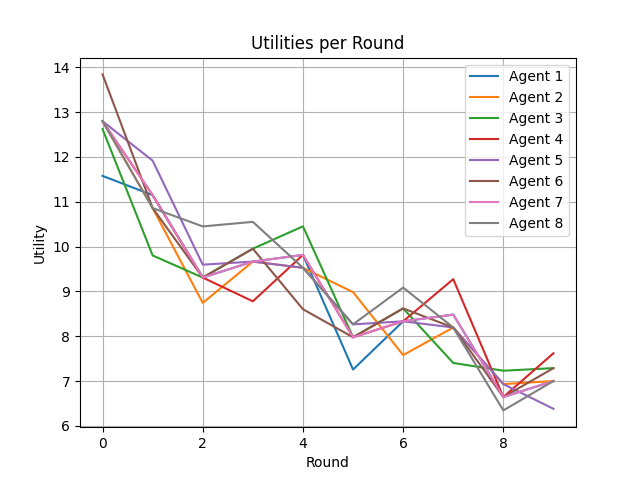 Utilities per Round
14
13
12
11
10
9
8
7
6
Utility
0
2
4
6
8
Round
Agent 1
Agent 2
Agent 3
Agent 4
Agent 5
Agent 6
Agent 7
Agent 8